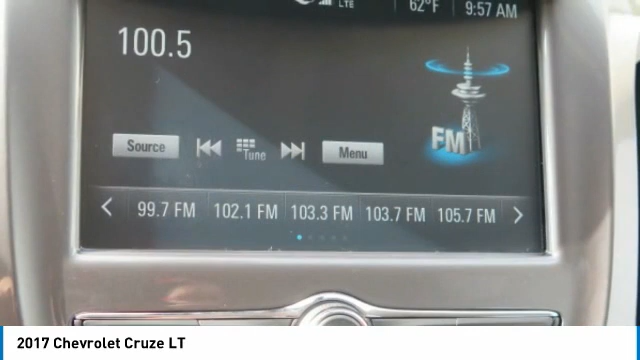 LTE 62°F 9:57 AM
100.5
FM
Source Tune Menu
99.7 FM 102.1 FM 103.3 FM 103.7 FM 105.7 FM
2017 Chevrolet Cruze LT